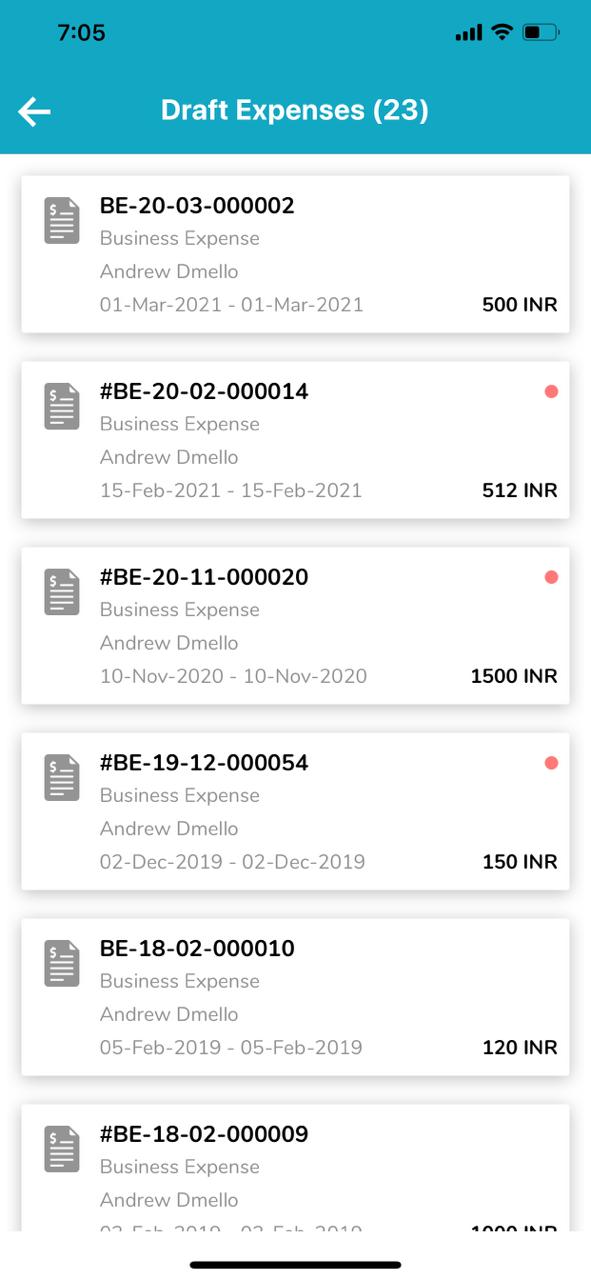 7:05
Draft Expenses (23)
BE-20-03-000002
Business Expense
Andrew Dmello
01-Mar-2021 - 01-Mar-2021 500 INR
#BE-20-02-000014
Business Expense
Andrew Dmello
15-Feb-2021 - 15-Feb-2021 512 INR
#BE-20-11-000020
Business Expense
Andrew Dmello
10-Nov-2020 - 10-Nov-2020 1500 INR
#BE-19-12-000054
Business Expense
Andrew Dmello
02-Dec-2019 - 02-Dec-2019 150 INR
BE-18-02-000010
Business Expense
Andrew Dmello
05-Feb-2019 - 05-Feb-2019 120 INR
#BE-18-02-000009
Business Expense
Andrew Dmello